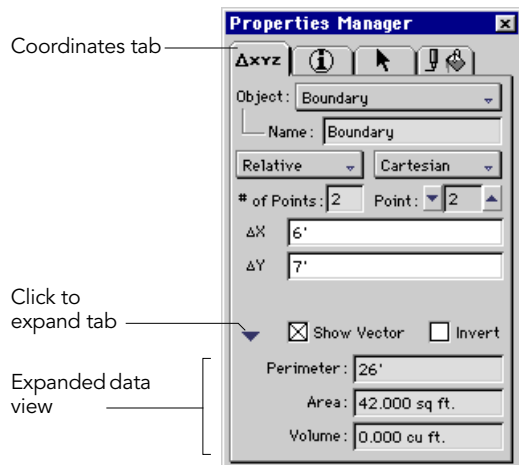 Properties Manager
Coordinates tab
ΔXYZ
Object: Boundary
Name: Boundary
Relative Cartesian
# of Points: 2 Point: 2
ΔX 6'
ΔY 7'
Click to
expand tab
Show Vector Invert
Expanded data
view
Perimeter: 26'
Area: 42.000 sq ft.
Volume: 0.000 cu ft.